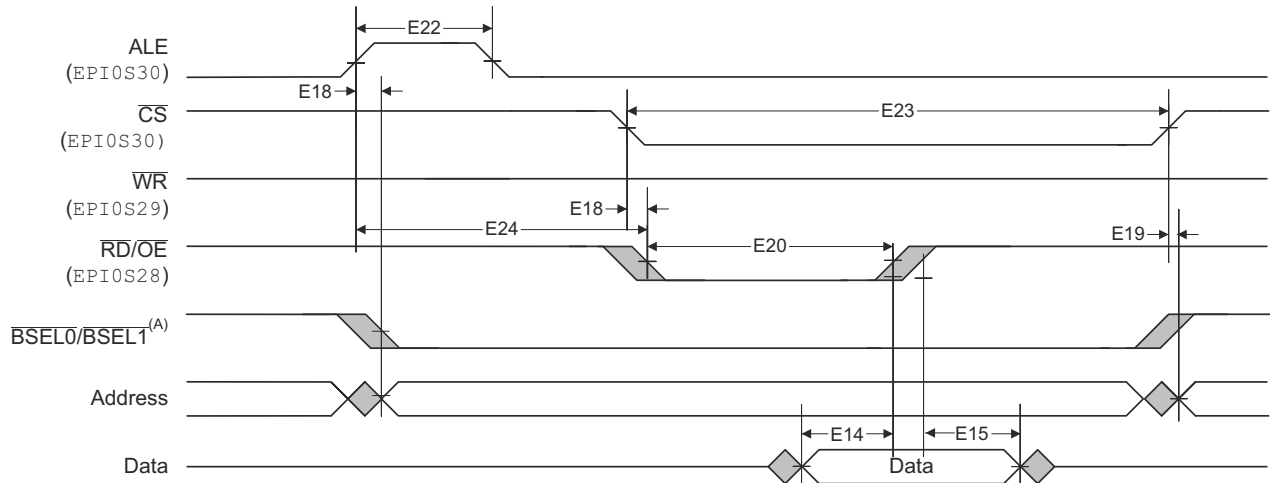 E22
ALE
(EPI0S30)
E18
CS
E23
(EPI0S30)
WR
(EPI0S29)
E18
E24
E19
RD/OE
E20
(EPI0S28)
BSEL0/BSEL1(A)
Address
E14
E15
Data
Data